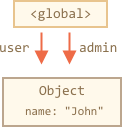 <global>
user admin
Object
name: "John"